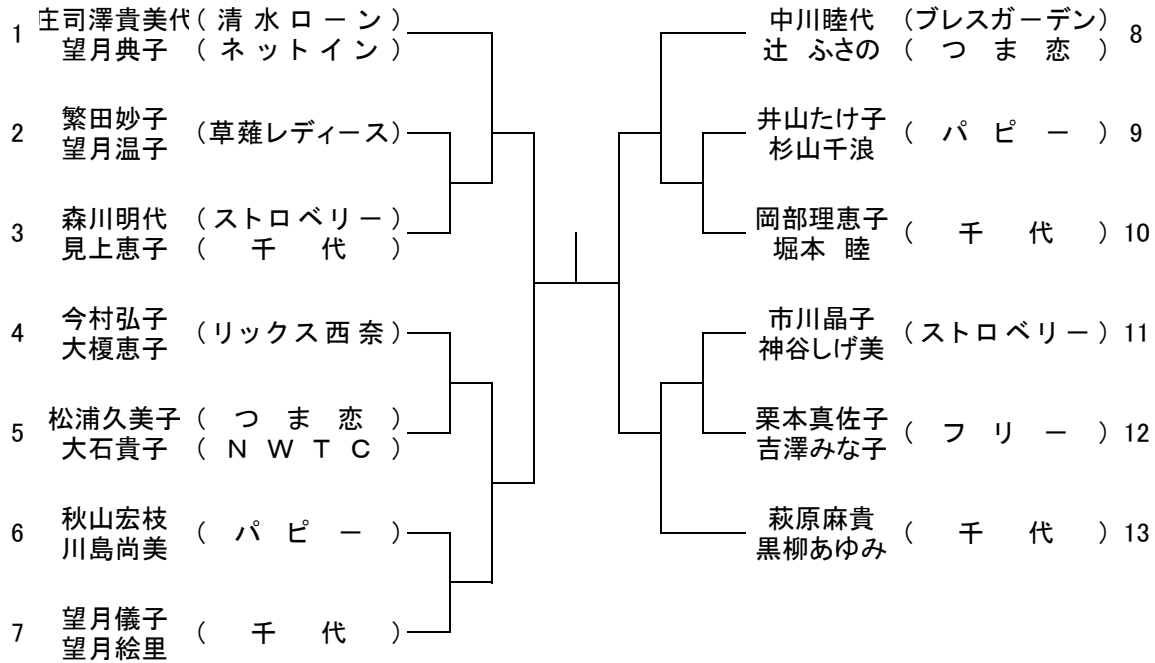 1 庄司澤貴美代 (清水ローン)
望月典子 (ネットイン)
2 繁田妙子 (草薙レディース)
望月温子
3 森川明代 (ストロベリー)
見上恵子 (千代)
4 今村弘子 (リックス西奈)
大榎恵子
5 松浦久美子 (つま恋)
大石貴子 (NWTC)
6 秋山宏枝 (パピー)
川島尚美
7 望月儀子 (千代)
望月絵里
中川睦代 (ブレスガーデン) 8
辻 ふさの (つま恋)
井山たけ子 (パピー) 9
杉山千浪
岡部理恵子 (千代) 10
堀本 睦
市川晶子 (ストロベリー) 11
神谷しげ美
栗本真佐子 (フリー) 12
吉澤みな子
萩原麻貴 (千代) 13
黒柳あゆみ